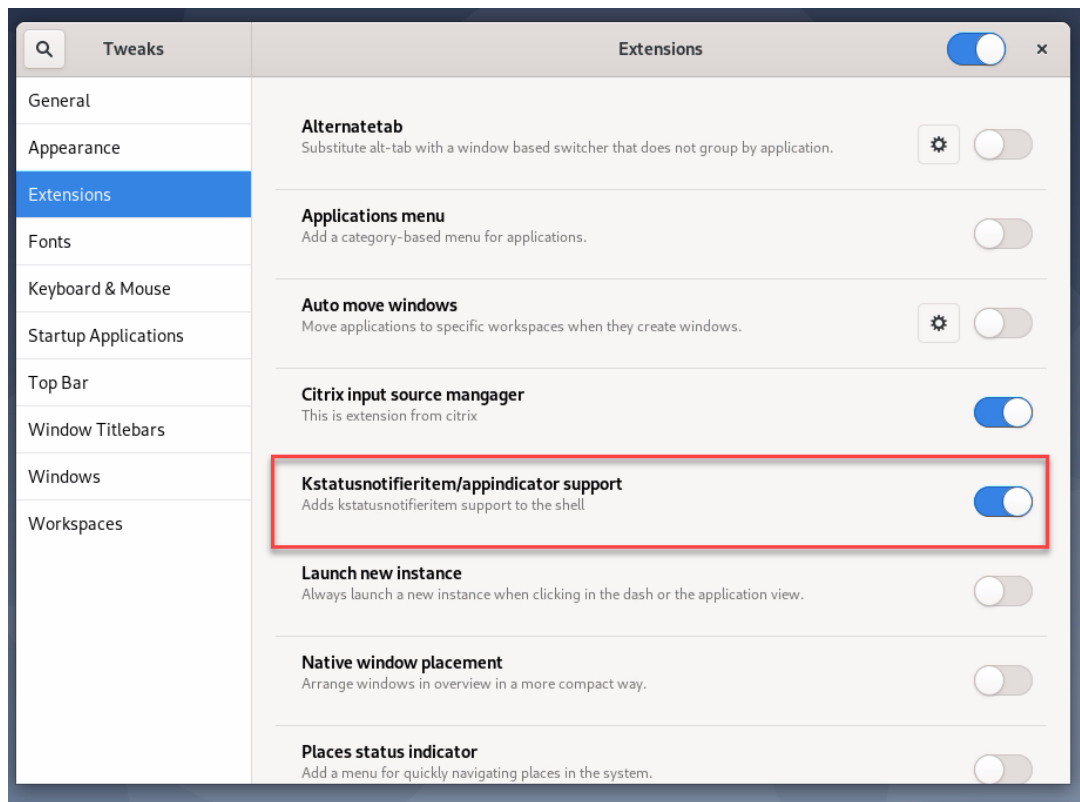 Tweaks
Extensions
General
Appearance
Extensions
Fonts
Keyboard & Mouse
Startup Applications
Top Bar
Window Titlebars
Windows
Workspaces
Alternatetab
Substitute alt-tab with a window based switcher that does not group by application.
Applications menu
Add a category-based menu for applications.
Auto move windows
Move applications to specific workspaces when they create windows.
Citrix input source mangager
This is extension from citrix
Kstatusnotifieritem/appindicator support
Adds kstatusnotifieritem support to the shell
Launch new instance
Always launch a new instance when clicking in the dash or the application view.
Native window placement
Arrange windows in overview in a more compact way.
Places status indicator
Add a menu for quickly navigating places in the system.